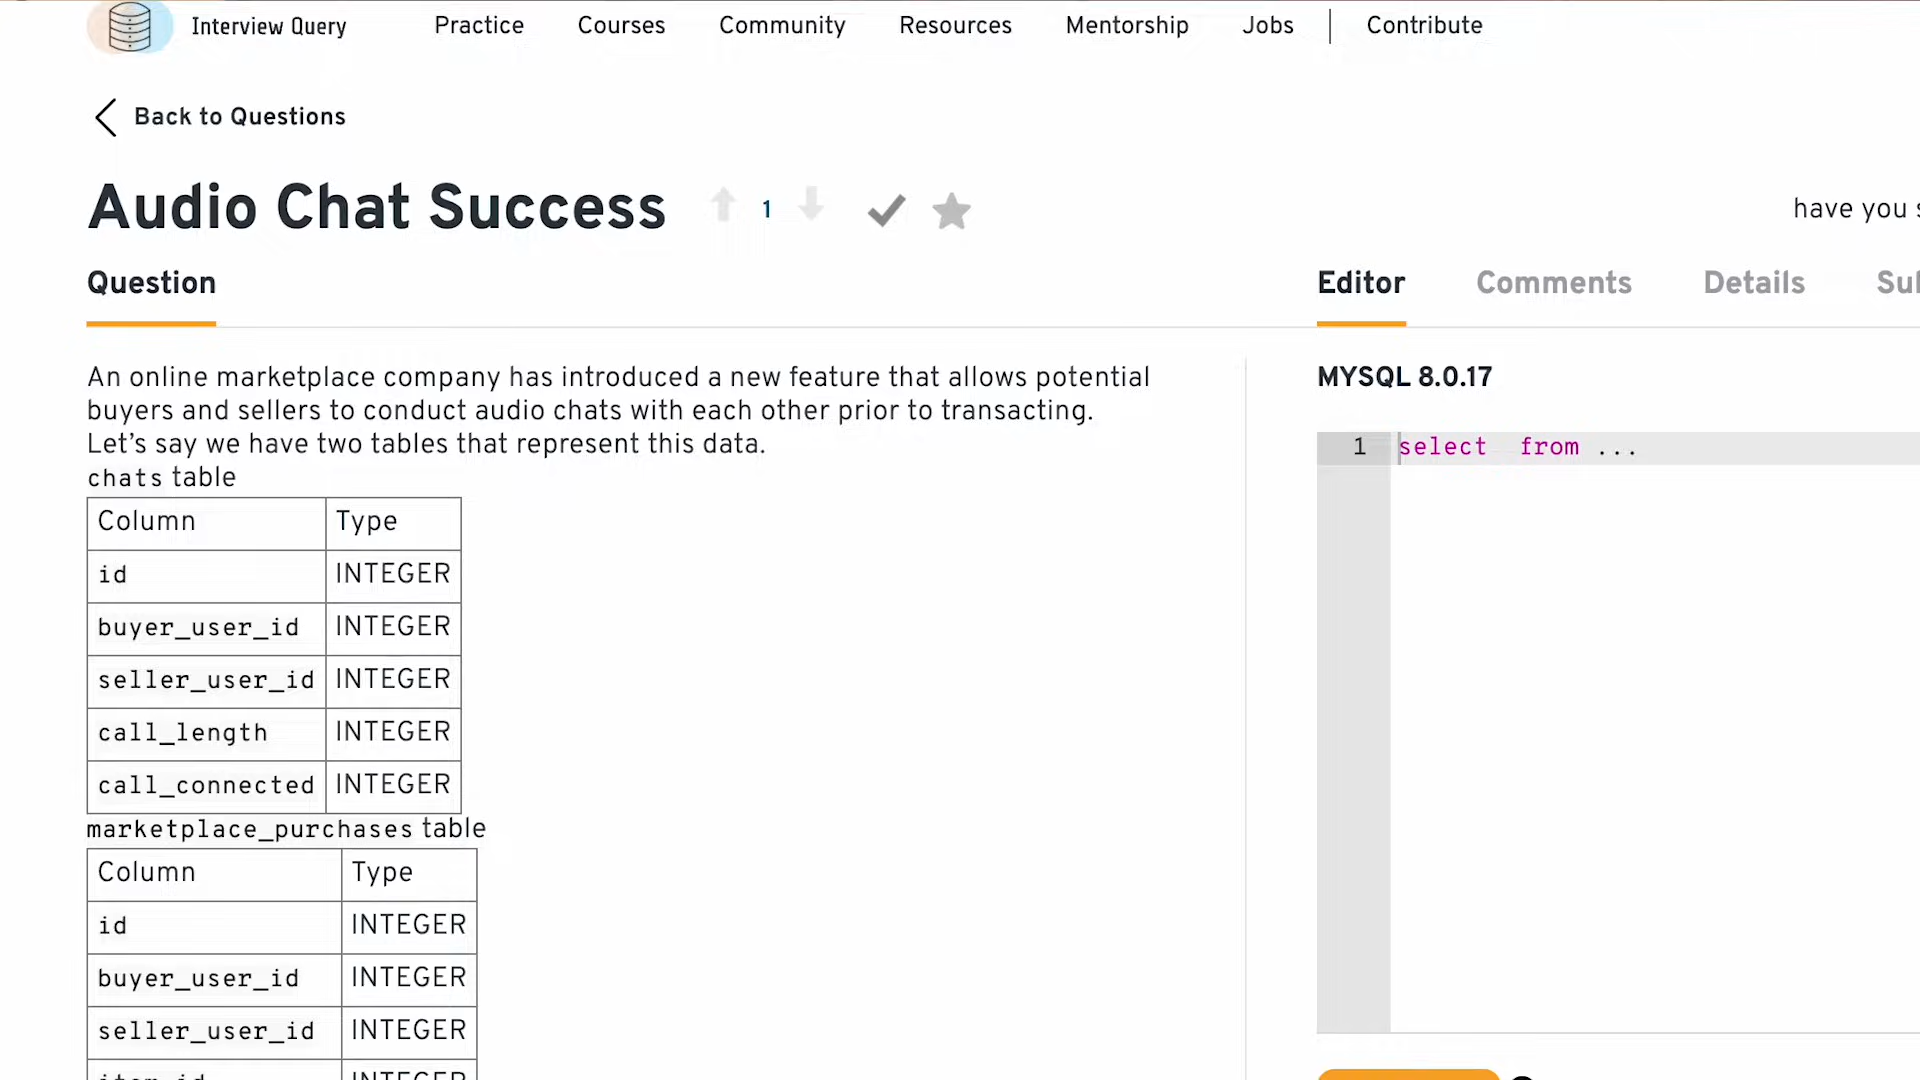 Interview Query
Practice
Courses
Community
Resources
Mentorship
Jobs
Contribute
Back to Questions
Audio Chat Success
1
have you
Question
Editor
Comments
Details
An online marketplace company has introduced a new feature that allows potential
buyers and sellers to conduct audio chats with each other prior to transacting.
Let’s say we have two tables that represent this data.
chats table
Column Type
id INTEGER
buyer_user_id INTEGER
seller_user_id INTEGER
call_length INTEGER
call_connected INTEGER
marketplace_purchases table
Column Type
id INTEGER
buyer_user_id INTEGER
seller_user_id INTEGER
MYSQL 8.0.17
1 select  from ...